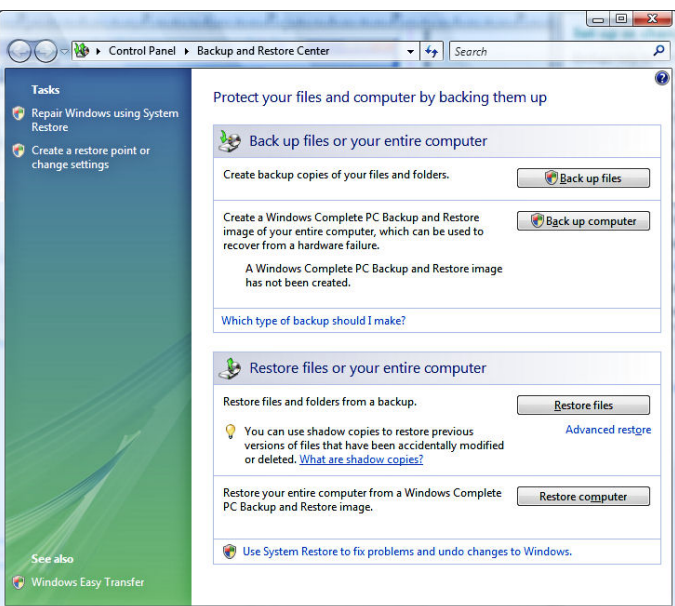 Control Panel
Backup and Restore Center
Search
Tasks
Repair Windows using System
Restore
Create a restore point or
change settings
See also
Windows Easy Transfer
Protect your files and computer by backing them up
Back up files or your entire computer
Create backup copies of your files and folders.
Back up files
Create a Windows Complete PC Backup and Restore
image of your entire computer, which can be used to
recover from a hardware failure.
Back up computer
A Windows Complete PC Backup and Restore image
has not been created.
Which type of backup should I make?
Restore files or your entire computer
Restore files and folders from a backup.
Restore files
You can use shadow copies to restore previous
versions of files that have been accidentally modified
or deleted. What are shadow copies?
Advanced restore
Restore your entire computer from a Windows Complete
PC Backup and Restore image.
Restore computer
Use System Restore to fix problems and undo changes to Windows.